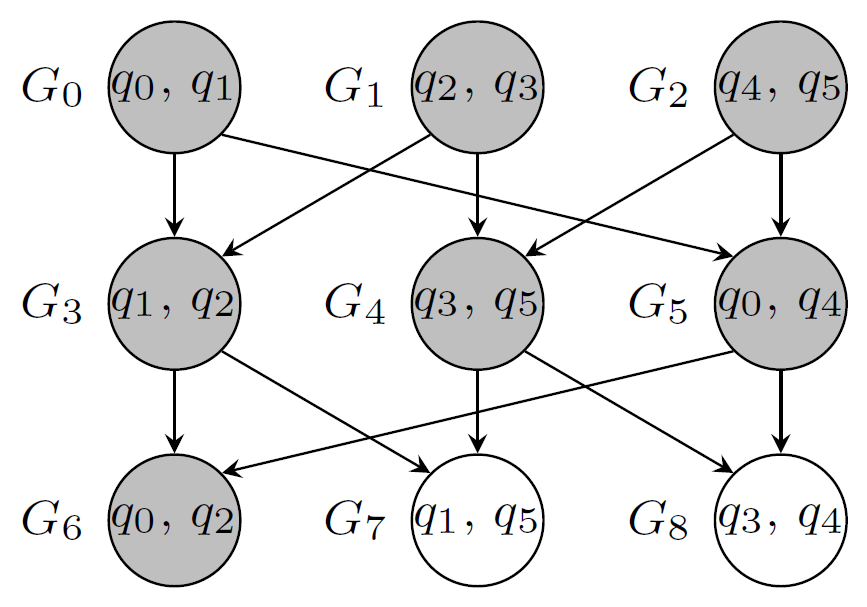 G₀ q₀, q₁ G₁ q₂, q₃ G₂ q₄, q₅
G₃ q₁, q₂ G₄ q₃, q₅ G₅ q₀, q₄
G₆ q₀, q₂ G₇ q₁, q₅ G₈ q₃, q₄